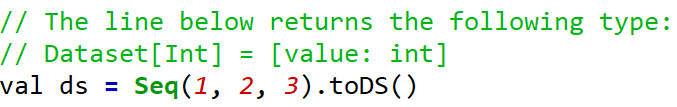 // The line below returns the following type:
// Dataset[Int] = [value: int]
val ds = Seq(1, 2, 3).toDS()